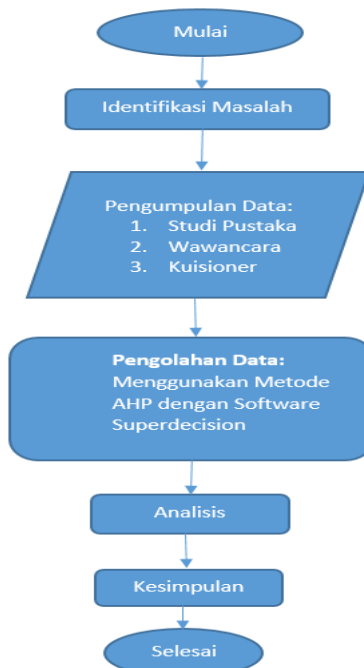 Mulai
Identifikasi Masalah
Pengumpulan Data:
1. Studi Pustaka
2. Wawancara
3. Kuisioner
Pengolahan Data:
Menggunakan Metode
AHP dengan Software
Superdecision
Analisis
Kesimpulan
Selesai